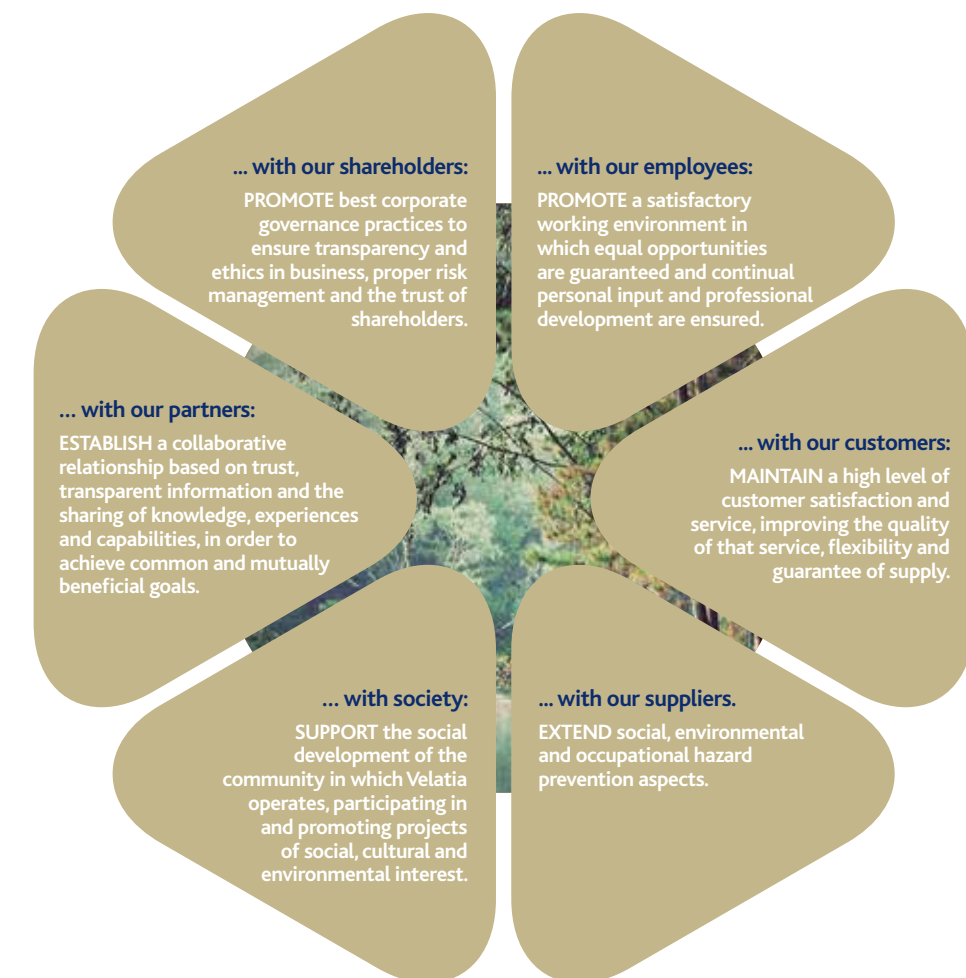 ... with our shareholders:
PROMOTE best corporate
governance practices to
ensure transparency and
ethics in business, proper risk
management and the trust of
shareholders.
... with our employees:
PROMOTE a satisfactory
working environment in
which equal opportunities
are guaranteed and continual
personal input and professional
development are ensured.
... with our partners:
ESTABLISH a collaborative
relationship based on trust,
transparent information and the
sharing of knowledge, experiences
and capabilities, in order to
achieve common and mutually
beneficial goals.
... with our customers:
MAINTAIN a high level of
customer satisfaction and
service, improving the quality
of that service, flexibility and
guarantee of supply.
... with society:
SUPPORT the social
development of the
community in which Velatia
operates, participating in
and promoting projects
of social, cultural and
environmental interest.
... with our suppliers.
EXTEND social, environmental
and occupational hazard
prevention aspects.